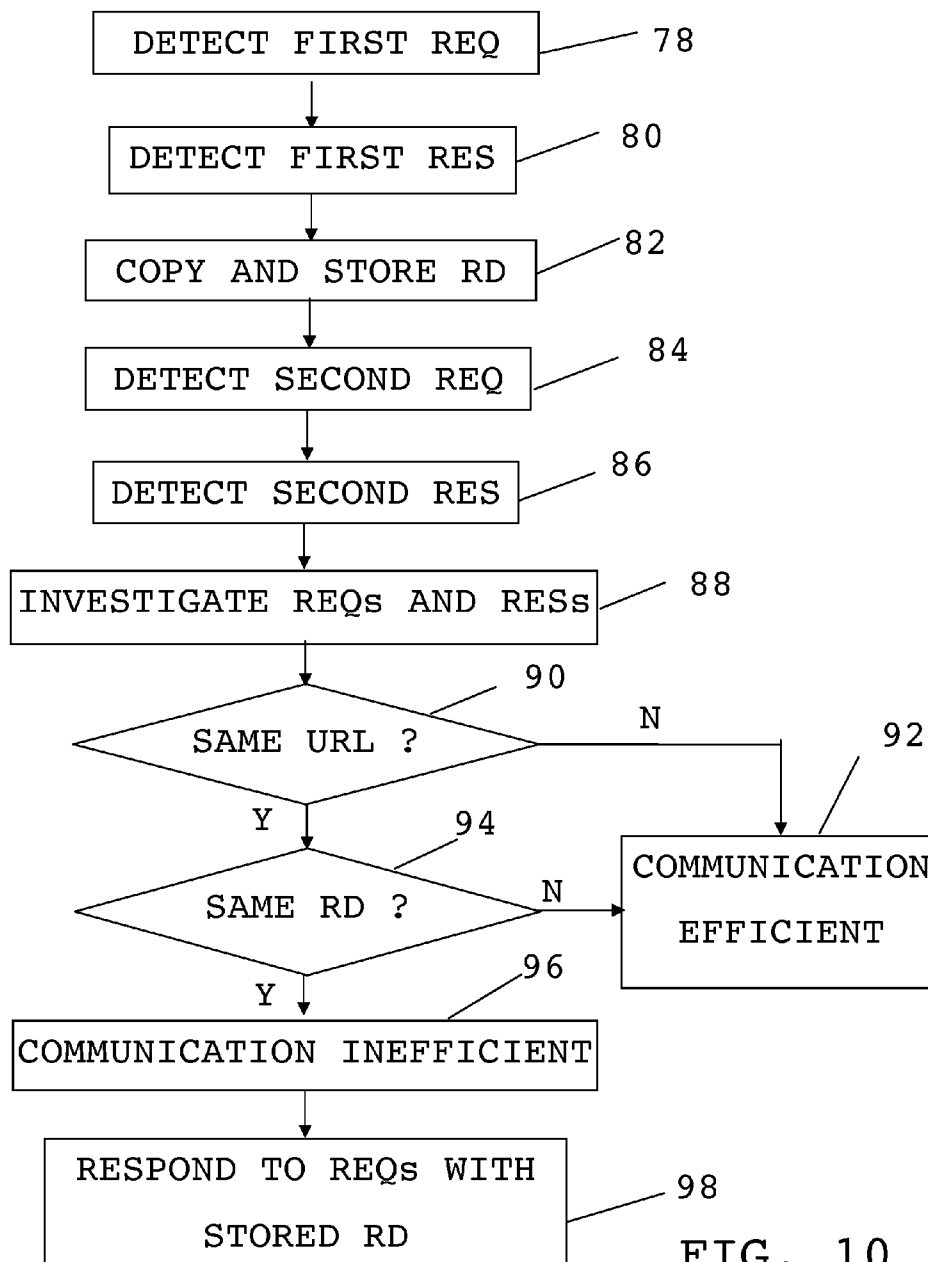 DETECT FIRST REQ
78
DETECT FIRST RES
80
COPY AND STORE RD
82
DETECT SECOND REQ
84
DETECT SECOND RES
86
INVESTIGATE REQs AND RESs
88
90
SAME URL ?
N
92
Y
94
COMMUNICATION
EFFICIENT
SAME RD ?
N
96
Y
COMMUNICATION INEFFICIENT
RESPOND TO REQs WITH
STORED RD
98
FIG. 10